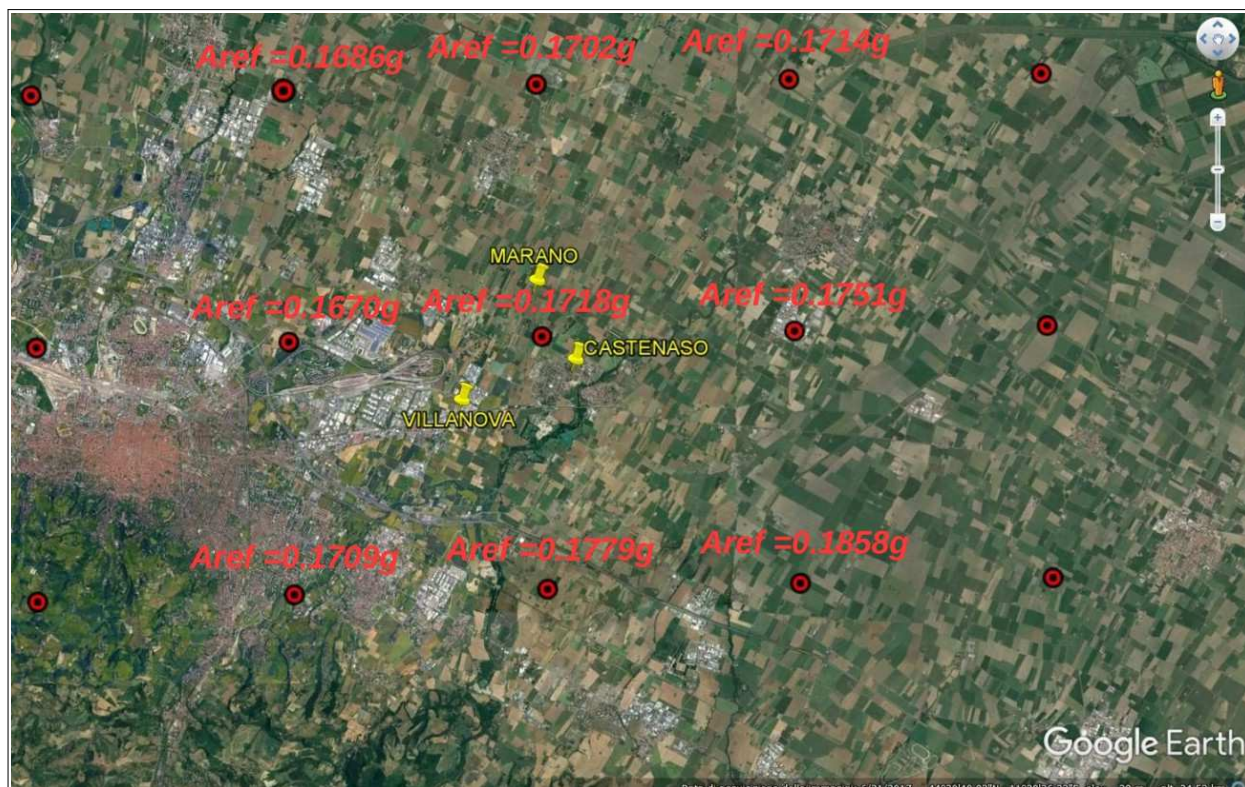 Aref =0.1686g
Aref =0.1702g
Aref =0.1714g
MARANO
Aref =0.1670g
Aref =0.1718g
Aref =0.1751g
CASTENASO
VILLANOVA
Aref =0.1709g
Aref =0.1779g
Aref =0.1858g
Google Earth